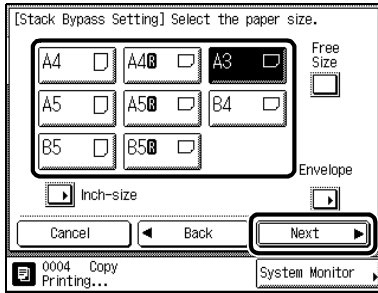 [Stack Bypass Setting] Select the paper size.
A4 A4R A3 Free Size
A5 A5R B4
B5 B5R
Envelope
Inch-size
Cancel Back Next
0004 Copy
Printing... System Monitor